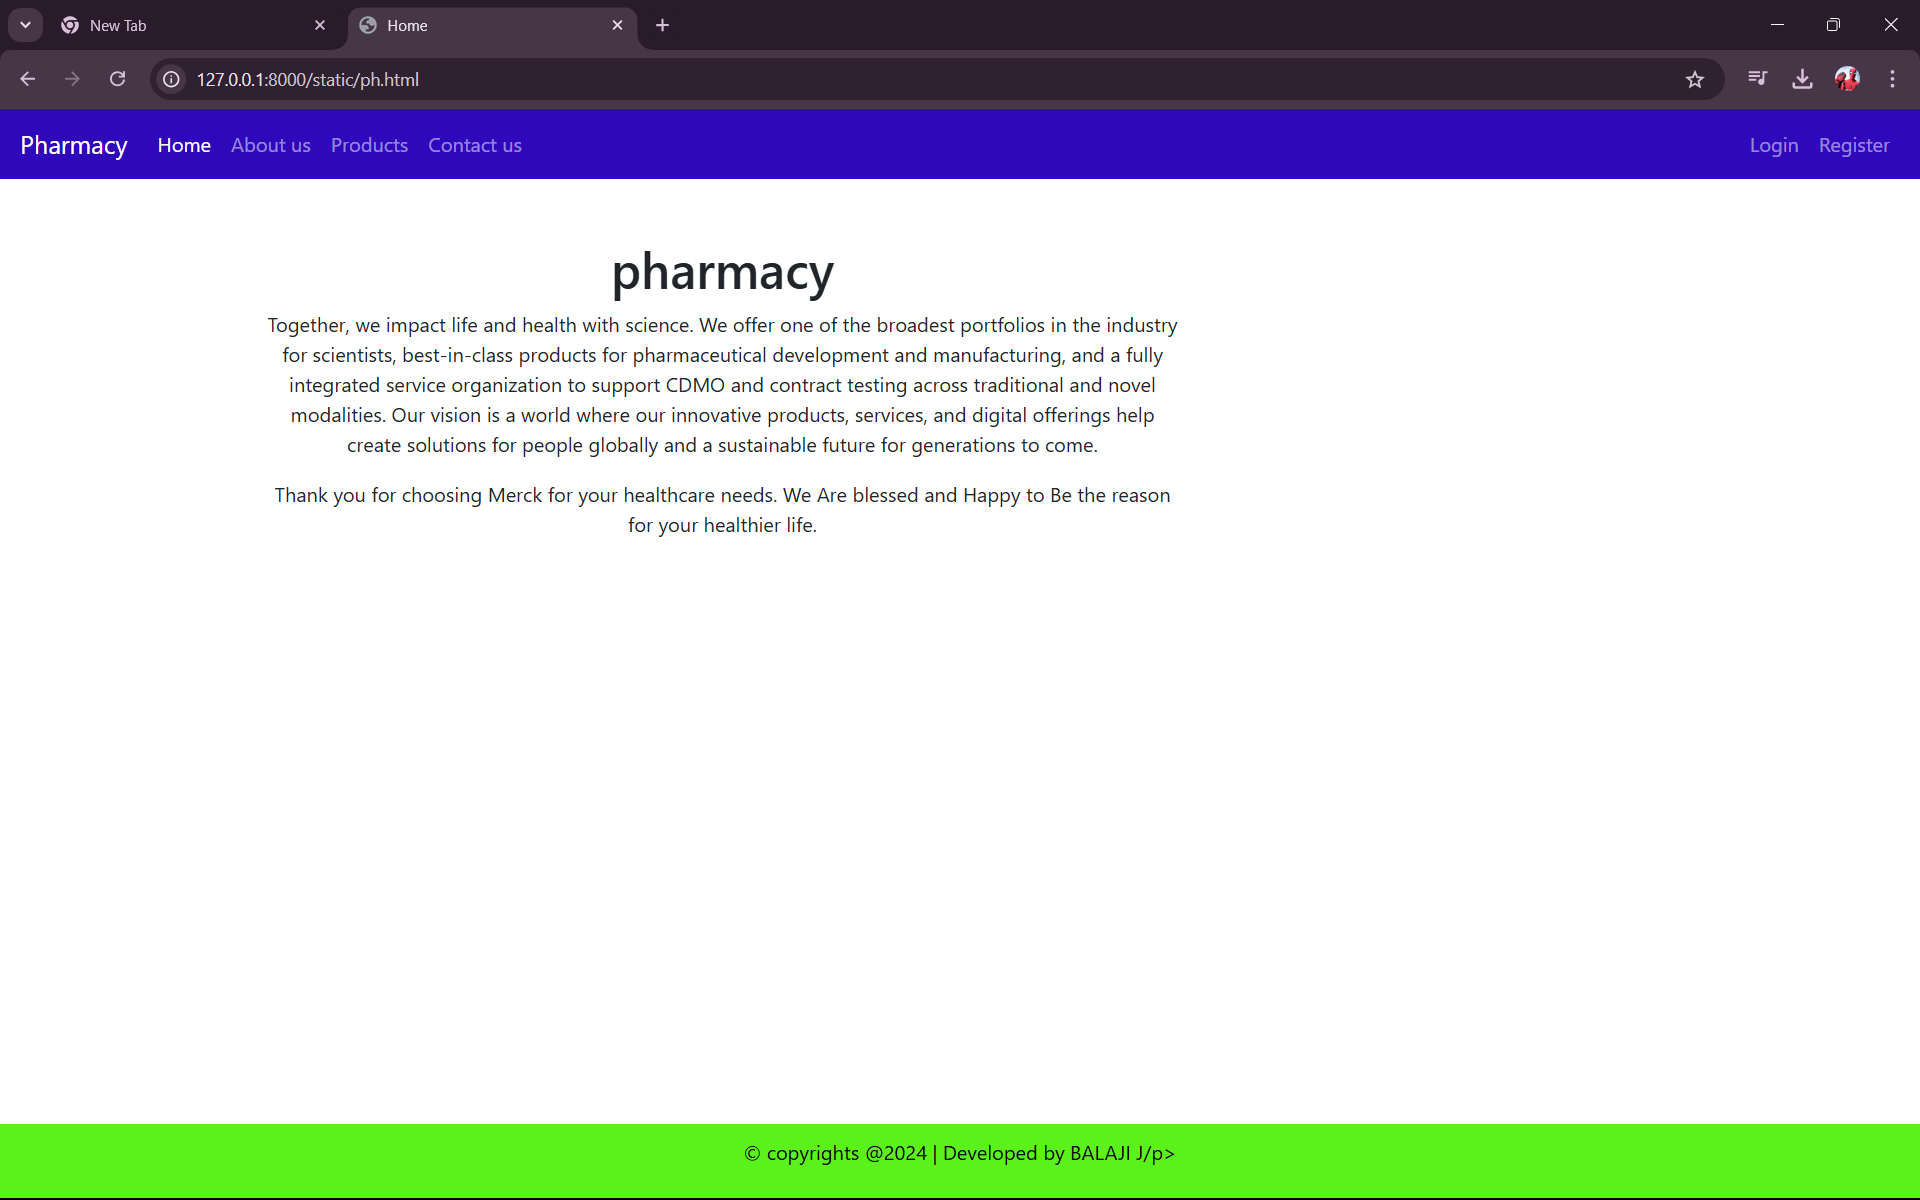 New Tab
Home
127.0.0.1:8000/static/ph.html
Pharmacy Home About us Products Contact us Login Register
pharmacy
Together, we impact life and health with science. We offer one of the broadest portfolios in the industry
for scientists, best-in-class products for pharmaceutical development and manufacturing, and a fully
integrated service organization to support CDMO and contract testing across traditional and novel
modalities. Our vision is a world where our innovative products, services, and digital offerings help
create solutions for people globally and a sustainable future for generations to come.
Thank you for choosing Merck for your healthcare needs. We Are blessed and Happy to Be the reason
for your healthier life.
© copyrights @2024 | Developed by BALAJI J/p>